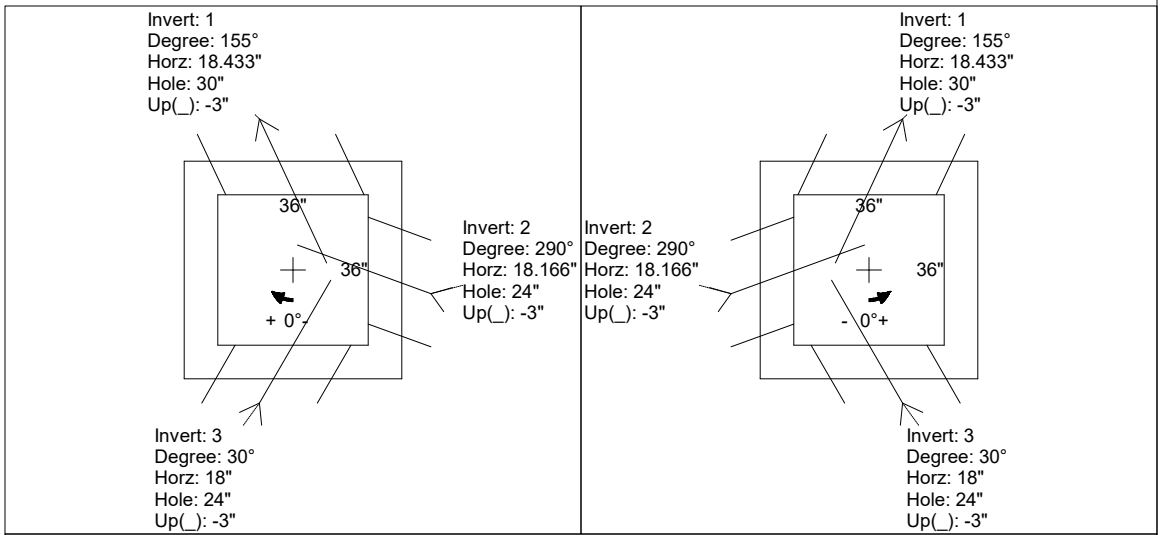 Invert: 1
Degree: 155°
Horz: 18.433"
Hole: 30"
Up(_): -3"
36"
36"
+ 0°-
Invert: 2
Degree: 290°
Horz: 18.166"
Hole: 24"
Up(_): -3"
Invert: 3
Degree: 30°
Horz: 18"
Hole: 24"
Up(_): -3"
Invert: 1
Degree: 155°
Horz: 18.433"
Hole: 30"
Up(_): -3"
Invert: 2
Degree: 290°
Horz: 18.166"
Hole: 24"
Up(_): -3"
36"
36"
- 0°+
Invert: 3
Degree: 30°
Horz: 18"
Hole: 24"
Up(_): -3"